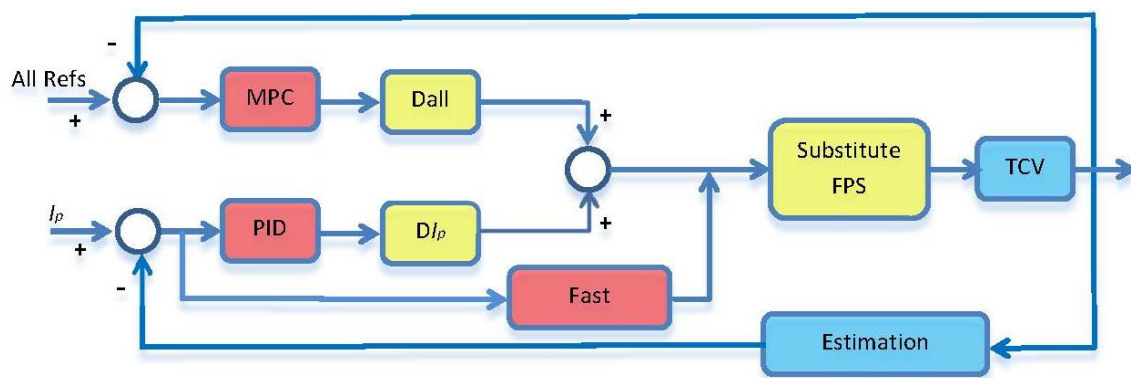 -
All Refs
+
MPC
Dall
+
Substitute
FPS
TCV
Ip
+
PID
DIp
+
-
Fast
Estimation